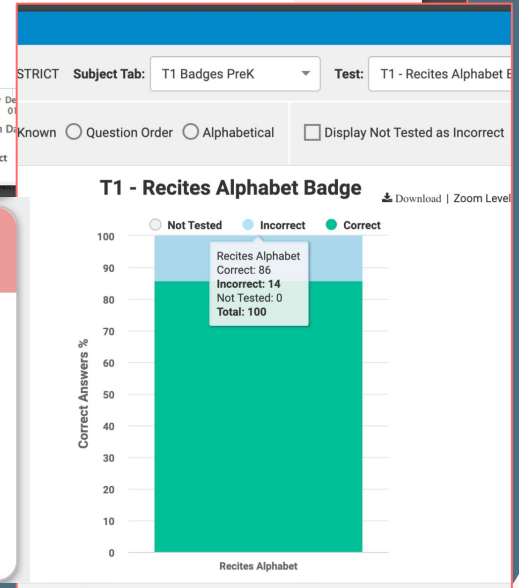 STRICT Subject Tab: T1 Badges PreK Test: T1 - Recites Alphabet B
Known Question Order Alphabetical Display Not Tested as Incorrect
T1 - Recites Alphabet Badge
Download | Zoom Level
Not Tested Incorrect Correct
Recites Alphabet
Correct: 86
Incorrect: 14
Not Tested: 0
Total: 100
Correct Answers %
100
90
80
70
60
50
40
30
20
10
0
Recites Alphabet